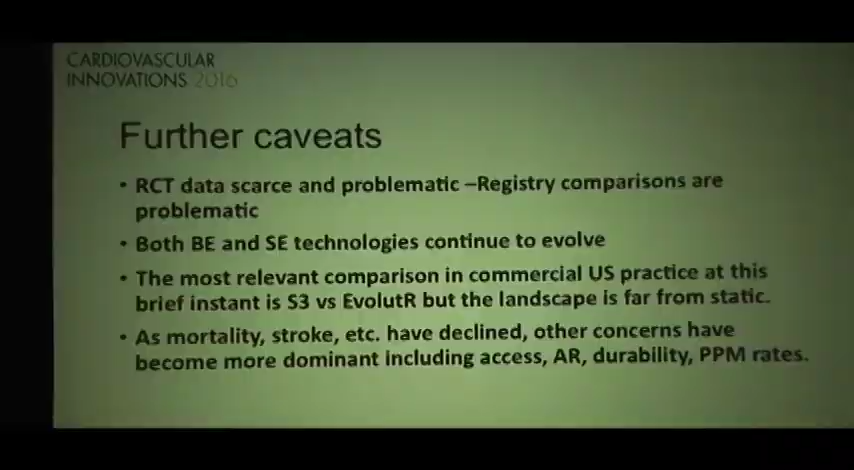 CARDIOVASCULAR
INNOVATIONS 2016
Further caveats
• RCT data scarce and problematic –Registry comparisons are
problematic
• Both BE and SE technologies continue to evolve
• The most relevant comparison in commercial US practice at this
brief instant is S3 vs EvolutR but the landscape is far from static.
• As mortality, stroke, etc. have declined, other concerns have
become more dominant including access, AR, durability, PPM rates.